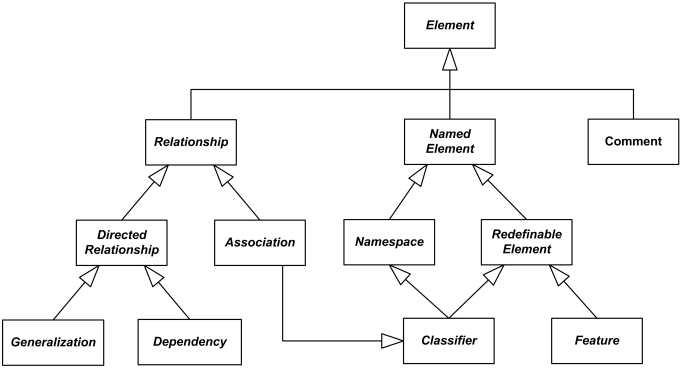 Element
Relationship
Named
Element
Comment
Directed
Relationship
Association
Namespace
Redefinable
Element
Generalization
Dependency
Classifier
Feature